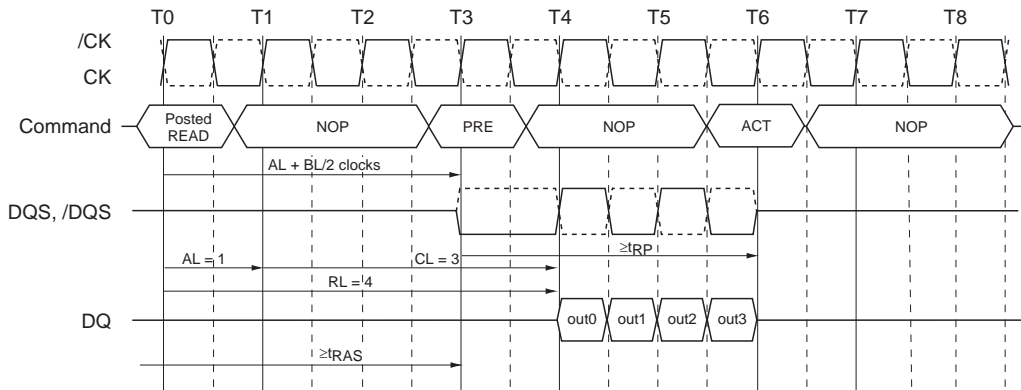 T0 T1 T2 T3 T4 T5 T6 T7 T8
/CK
CK
Command
Posted
READ
NOP
PRE
NOP
ACT
NOP
AL + BL/2 clocks
DQS, /DQS
≥tRP
AL = 1
CL = 3
RL = 4
DQ
out0 out1 out2 out3
≥tRAS